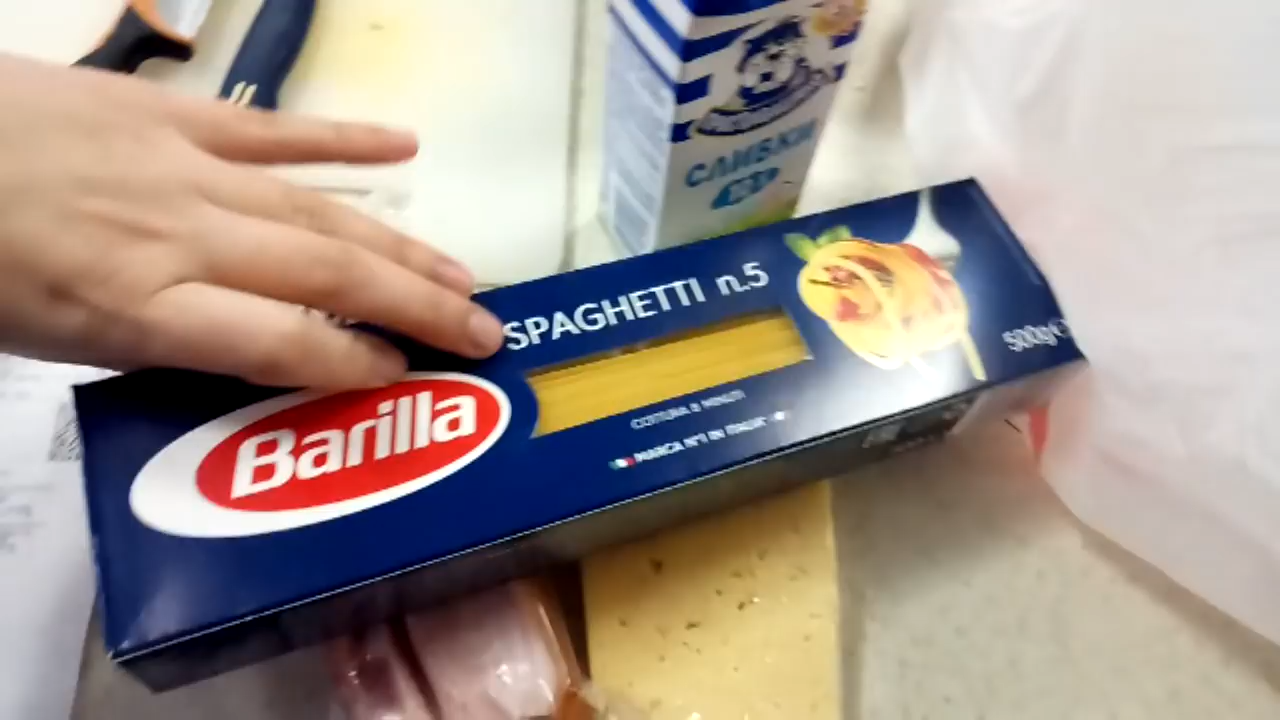 СЛИВКИ
SPAGHETTI n.5
500g e
Barilla
COTTURA 8 MINUTI
MARCA N°1 IN ITALIA